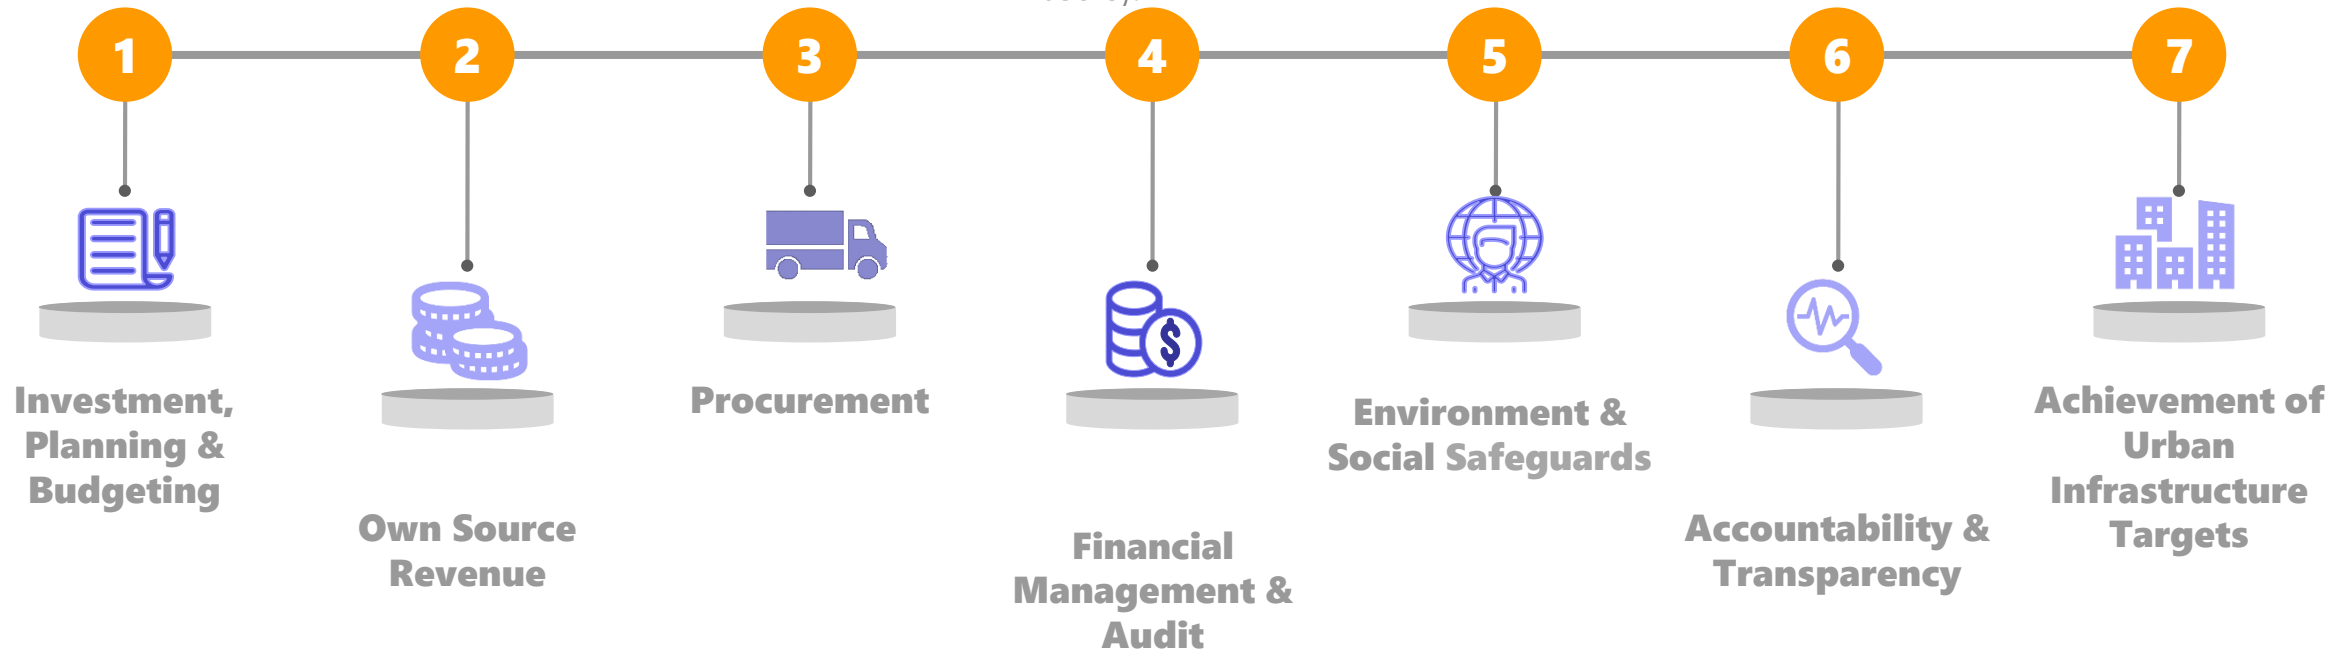 1
2
3
4
5
6
7
Investment,
Planning &
Budgeting
Own Source
Revenue
Procurement
$
Financial
Management &
Audit
Environment &
Social Safeguards
Accountability &
Transparency
Achievement of
Urban
Infrastructure
Targets